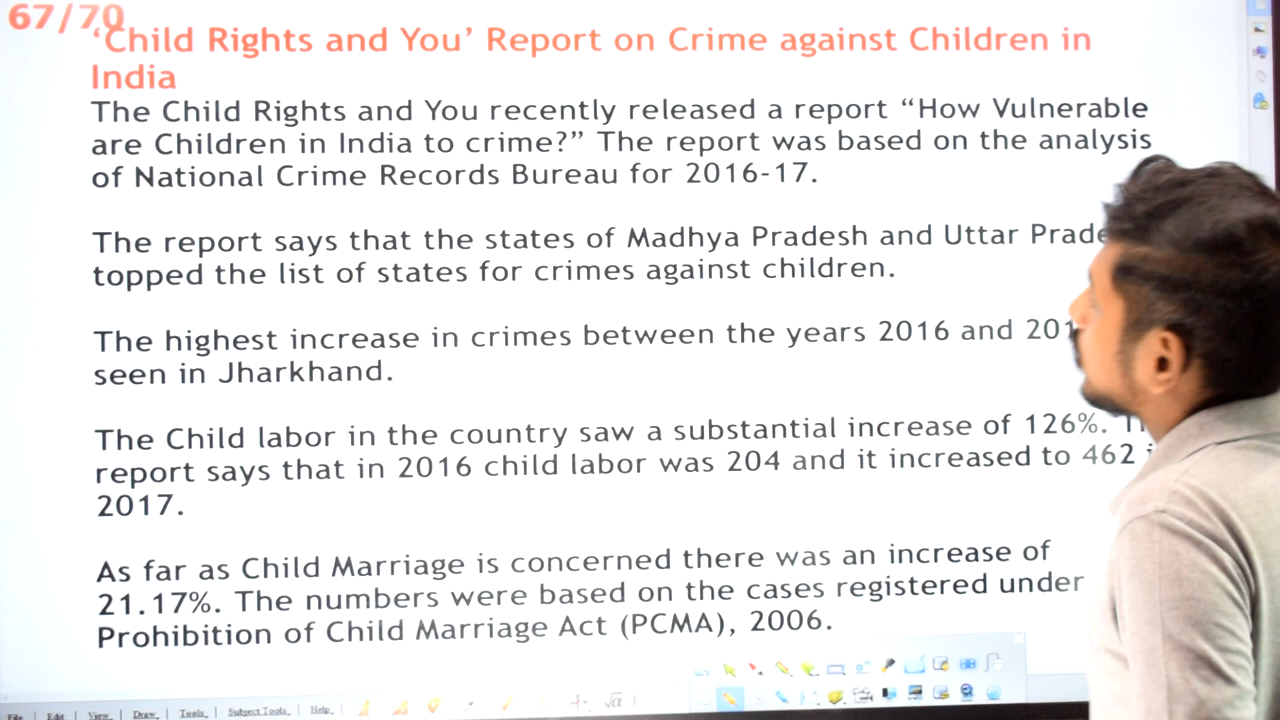 67/70
‘Child Rights and You’ Report on Crime against Children in
India
The Child Rights and You recently released a report “How Vulnerable
are Children in India to crime?” The report was based on the analysis
of National Crime Records Bureau for 2016-17.
The report says that the states of Madhya Pradesh and Uttar
topped the list of states for crimes against children.
The highest increase in crimes between the years 2016 and
seen in Jharkhand.
The Child labor in the country saw a substantial increase of 126%.
report says that in 2016 child labor was 204 and it increased to 462
2017.
As far as Child Marriage is concerned there was an increase of
21.17%. The numbers were based on the cases registered under
Prohibition of Child Marriage Act (PCMA), 2006.
File Edit View Draw Tools Subject Tools Help